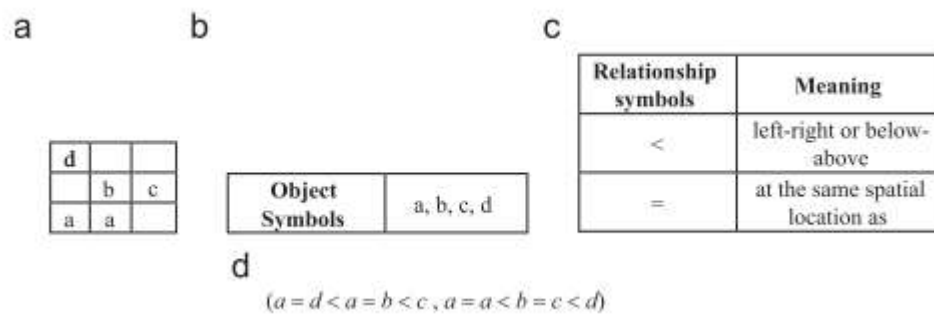 a
b
c
d
b c
a a
Object Symbols
a, b, c, d
Relationship symbols
Meaning
<
left-right or below-above
=
at the same spatial location as
d
(a = d < a = b < c , a = a < b = c < d)